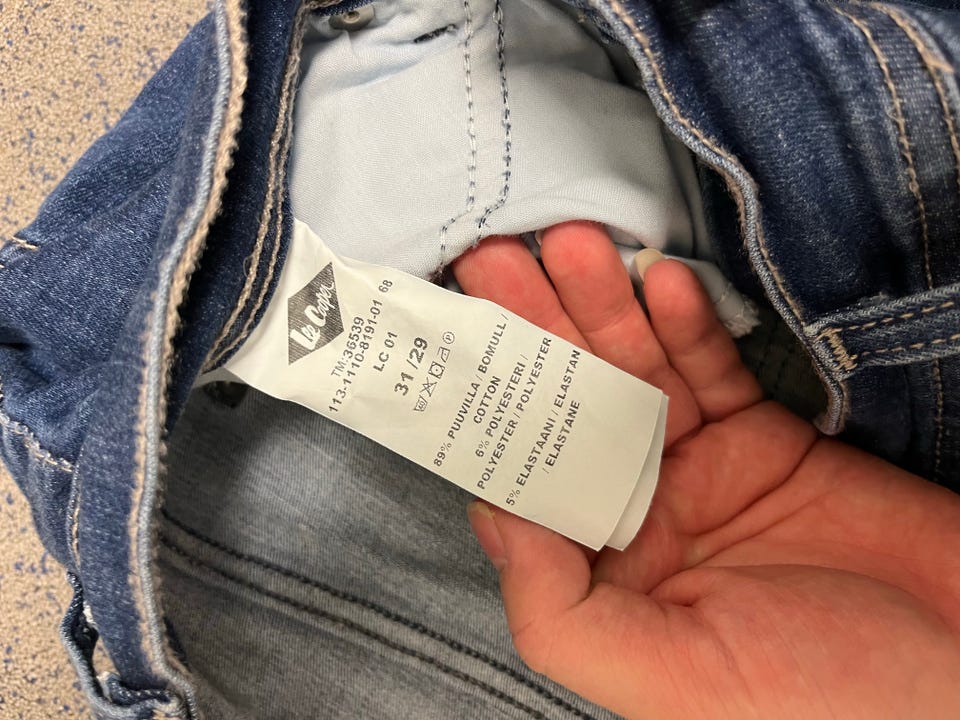 Lee Cooper
TM:36539
113-1110-8191-01 68
LC 01
31 /29
89% PUUVILLA / BOMULL /
COTTON
6% POLYESTERI /
POLYESTER / POLYESTER
5% ELASTAANI / ELASTAN
/ ELASTANE